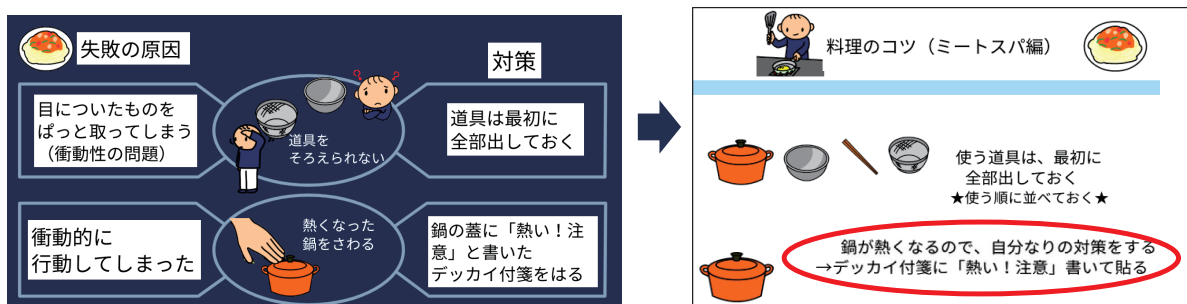 失敗の原因
対策
目についたものを
ぱっと取ってしまう
(衝動性の問題)
道具を
そろえられない
道具は最初に
全部出しておく
衝動的に
行動してしまった
熱くなった
鍋をさわる
鍋の蓋に「熱い!注
意」と書いた
デッカイ付箋をはる
料理のコツ(ミートスパ編)
使う道具は、最初に
全部出しておく
★使う順に並べておく★
鍋が熱くなるので、自分なりの対策をする
→デッカイ付箋に「熱い!注意」書いて貼る